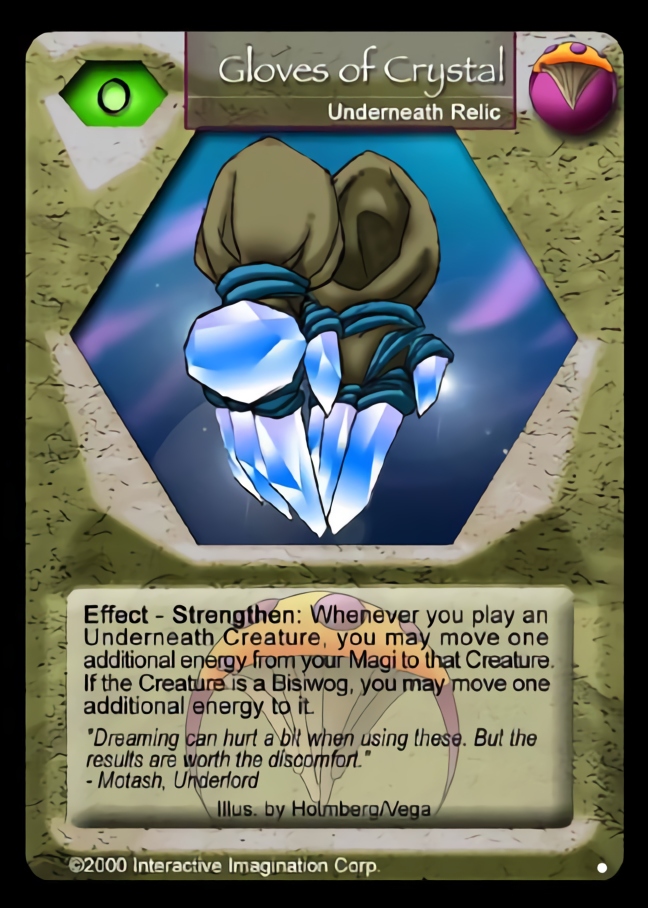 0
Gloves of Crystal
Underneath Relic
Effect - Strengthen: Whenever you play an
Underneath Creature, you may move one
additional energy from your Magi to that Creature.
If the Creature is a Bisiwog, you may move one
additional energy to it.
"Dreaming can hurt a bit when using these. But the
results are worth the discomfort."
- Motash, Underlord
Illus. by Holmberg/Vega
©2000 Interactive Imagination Corp.